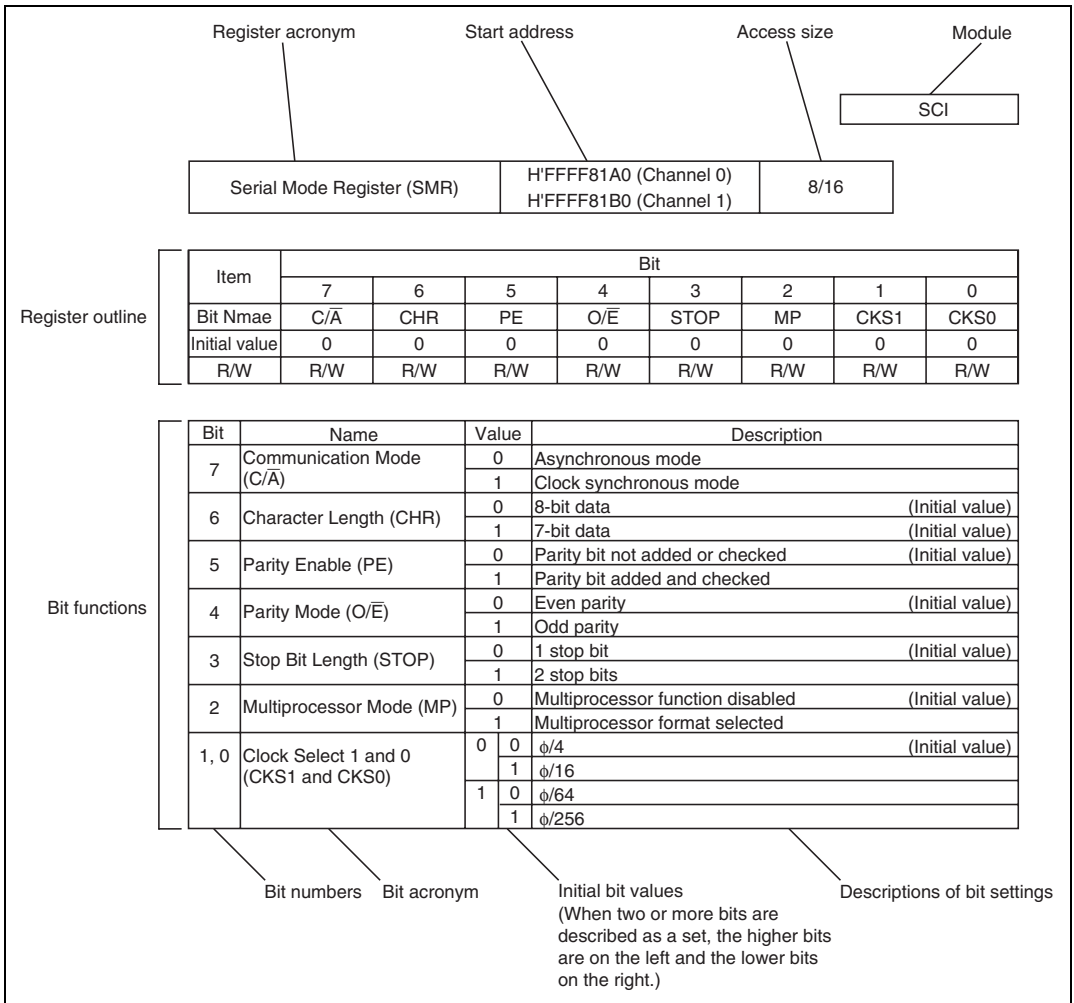 Register acronym Start address Access size Module
SCI
Serial Mode Register (SMR) H'FFFF81A0 (Channel 0) 8/16
H'FFFF81B0 (Channel 1)
Register outline
Item Bit
7 6 5 4 3 2 1 0
Bit Nmae C/A̅ CHR PE O/E̅ STOP MP CKS1 CKS0
Initial value 0 0 0 0 0 0 0 0
R/W R/W R/W R/W R/W R/W R/W R/W R/W
Bit functions
Bit Name Value Description
7 Communication Mode (C/A̅) 0 Asynchronous mode
1 Clock synchronous mode
6 Character Length (CHR) 0 8-bit data (Initial value)
1 7-bit data (Initial value)
5 Parity Enable (PE) 0 Parity bit not added or checked (Initial value)
1 Parity bit added and checked
4 Parity Mode (O/E̅) 0 Even parity (Initial value)
1 Odd parity
3 Stop Bit Length (STOP) 0 1 stop bit (Initial value)
1 2 stop bits
2 Multiprocessor Mode (MP) 0 Multiprocessor function disabled (Initial value)
1 Multiprocessor format selected
1, 0 Clock Select 1 and 0 0 0 ϕ/4 (Initial value)
(CKS1 and CKS0) 1 ϕ/16
1 0 ϕ/64
1 ϕ/256
Bit numbers Bit acronym Initial bit values Descriptions of bit settings
(When two or more bits are
described as a set, the higher bits
are on the left and the lower bits
on the right.)